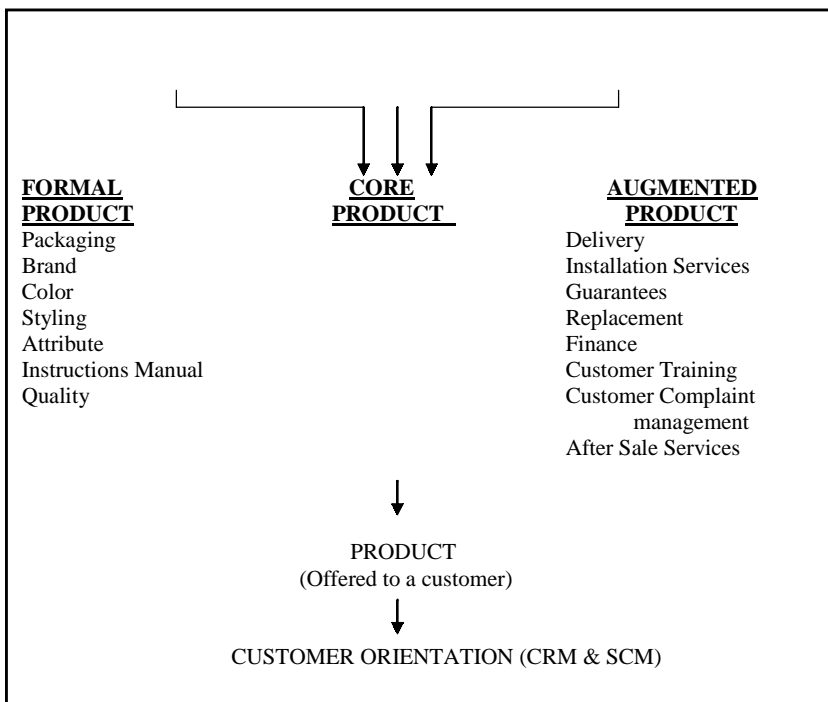 FORMAL
PRODUCT
Packaging
Brand
Color
Styling
Attribute
Instructions Manual
Quality
CORE
PRODUCT
AUGMENTED
PRODUCT
Delivery
Installation Services
Guarantees
Replacement
Finance
Customer Training
Customer Complaint
management
After Sale Services
PRODUCT
(Offered to a customer)
CUSTOMER ORIENTATION (CRM & SCM)